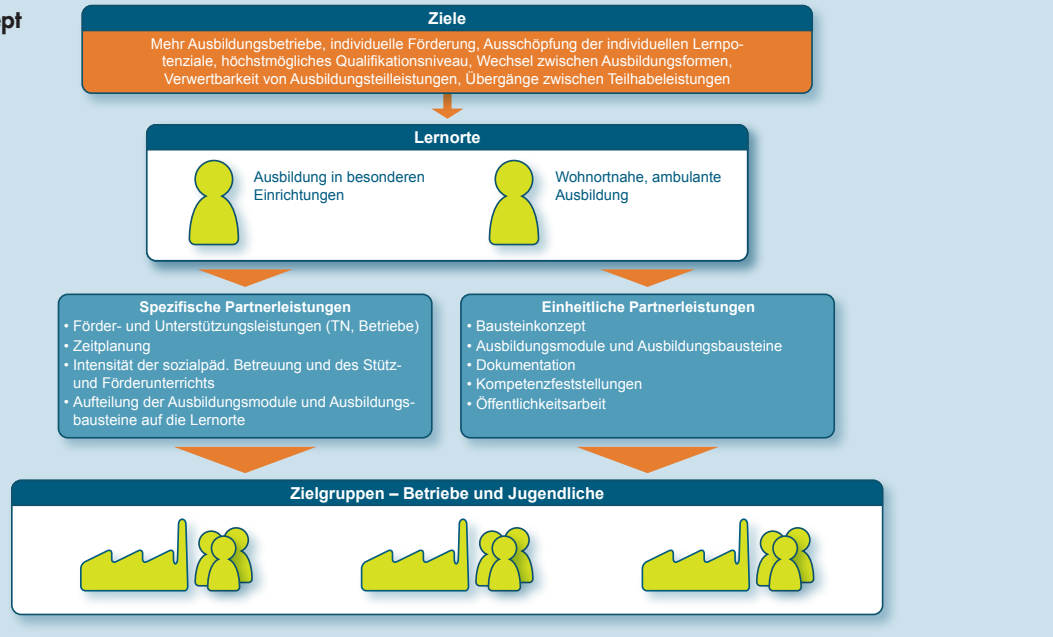 ept
Ziele
Mehr Ausbildungsbetriebe, individuelle Förderung, Ausschöpfung der individuellen Lernpo-
tenziale, höchstmögliches Qualifikationsniveau, Wechsel zwischen Ausbildungsformen,
Verwertbarkeit von Ausbildungsteilleistungen, Übergänge zwischen Teilhabeleistungen
Lernorte
Ausbildung in besonderen
Einrichtungen
Wohnortnahe, ambulante
Ausbildung
Spezifische Partnerleistungen
• Förder- und Unterstützungsleistungen (TN, Betriebe)
• Zeitplanung
• Intensität der sozialpäd. Betreuung und des Stütz-
und Förderunterrichts
• Aufteilung der Ausbildungsmodule und Ausbildungs-
bausteine auf die Lernorte
Einheitliche Partnerleistungen
• Bausteinkonzept
• Ausbildungsmodule und Ausbildungsbausteine
• Dokumentation
• Kompetenzfeststellungen
• Öffentlichkeitsarbeit
Zielgruppen – Betriebe und Jugendliche